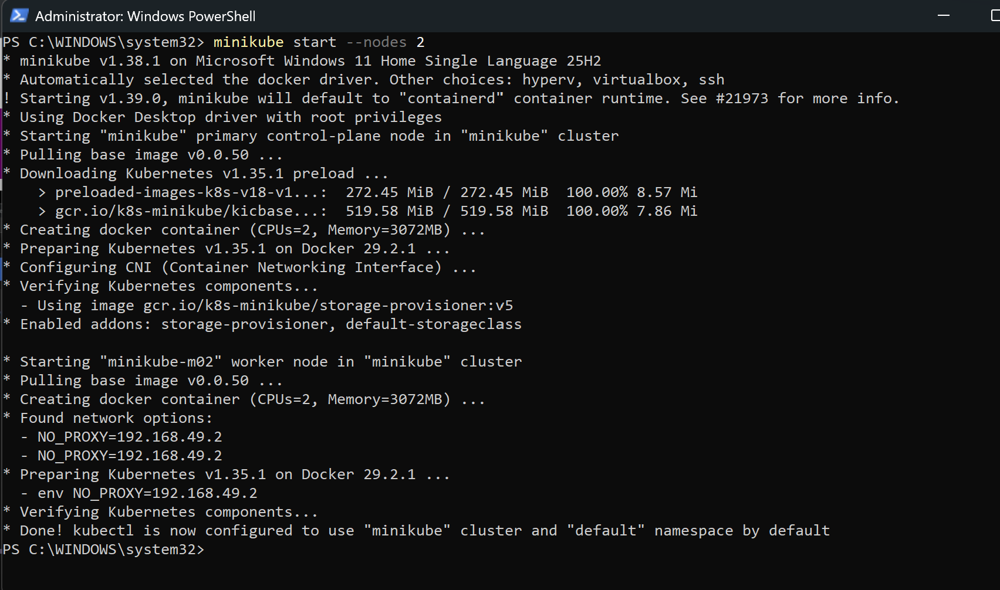 Administrator: Windows PowerShell
PS C:\WINDOWS\system32> minikube start --nodes 2
* minikube v1.38.1 on Microsoft Windows 11 Home Single Language 25H2
* Automatically selected the docker driver. Other choices: hyperv, virtualbox, ssh
! Starting v1.39.0, minikube will default to "containerd" container runtime. See #21973 for more info.
* Using Docker Desktop driver with root privileges
* Starting "minikube" primary control-plane node in "minikube" cluster
* Pulling base image v0.0.50 ...
* Downloading Kubernetes v1.35.1 preload ...
    > preloaded-images-k8s-v18-v1...:  272.45 MiB / 272.45 MiB  100.00% 8.57 Mi
    > gcr.io/k8s-minikube/kicbase...:  519.58 MiB / 519.58 MiB  100.00% 7.86 Mi
* Creating docker container (CPUs=2, Memory=3072MB) ...
* Preparing Kubernetes v1.35.1 on Docker 29.2.1 ...
* Configuring CNI (Container Networking Interface) ...
* Verifying Kubernetes components...
  - Using image gcr.io/k8s-minikube/storage-provisioner:v5
* Enabled addons: storage-provisioner, default-storageclass

* Starting "minikube-m02" worker node in "minikube" cluster
* Pulling base image v0.0.50 ...
* Creating docker container (CPUs=2, Memory=3072MB) ...
* Found network options:
  - NO_PROXY=192.168.49.2
  - NO_PROXY=192.168.49.2
* Preparing Kubernetes v1.35.1 on Docker 29.2.1 ...
  - env NO_PROXY=192.168.49.2
* Verifying Kubernetes components...
* Done! kubectl is now configured to use "minikube" cluster and "default" namespace by default
PS C:\WINDOWS\system32>